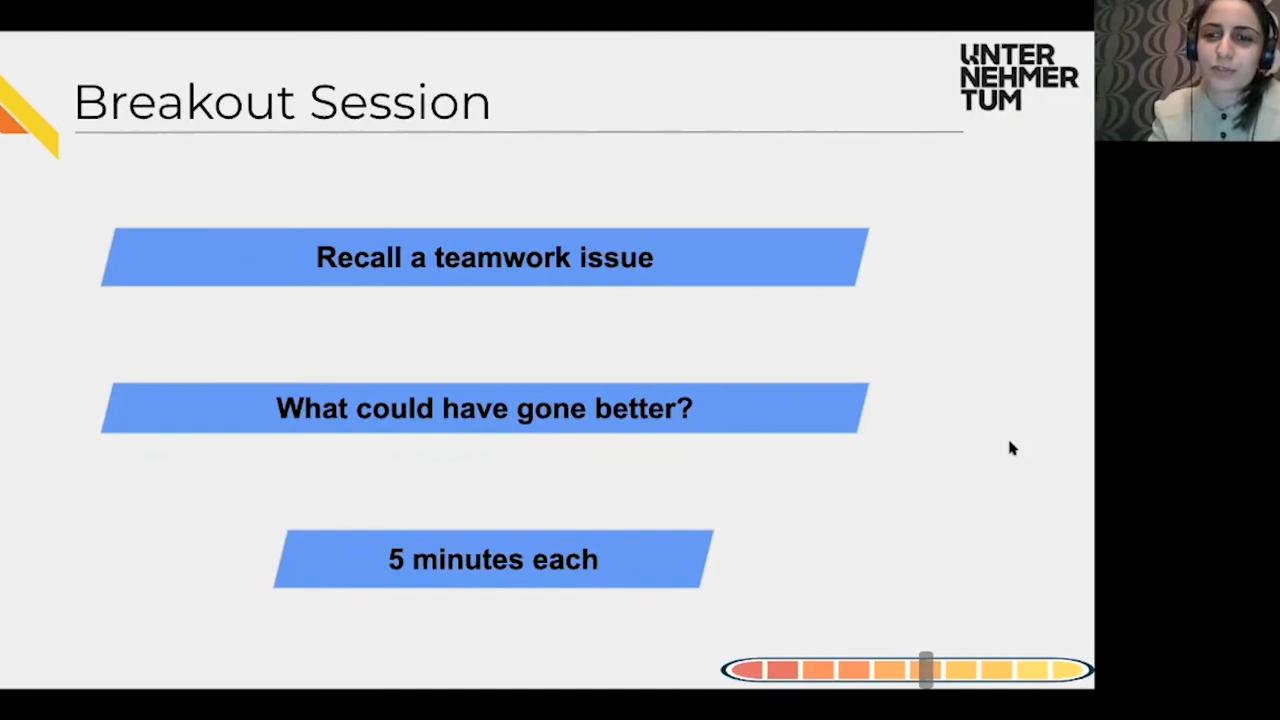 Breakout Session
UNTER
NEHMER
TUM
Recall a teamwork issue
What could have gone better?
5 minutes each